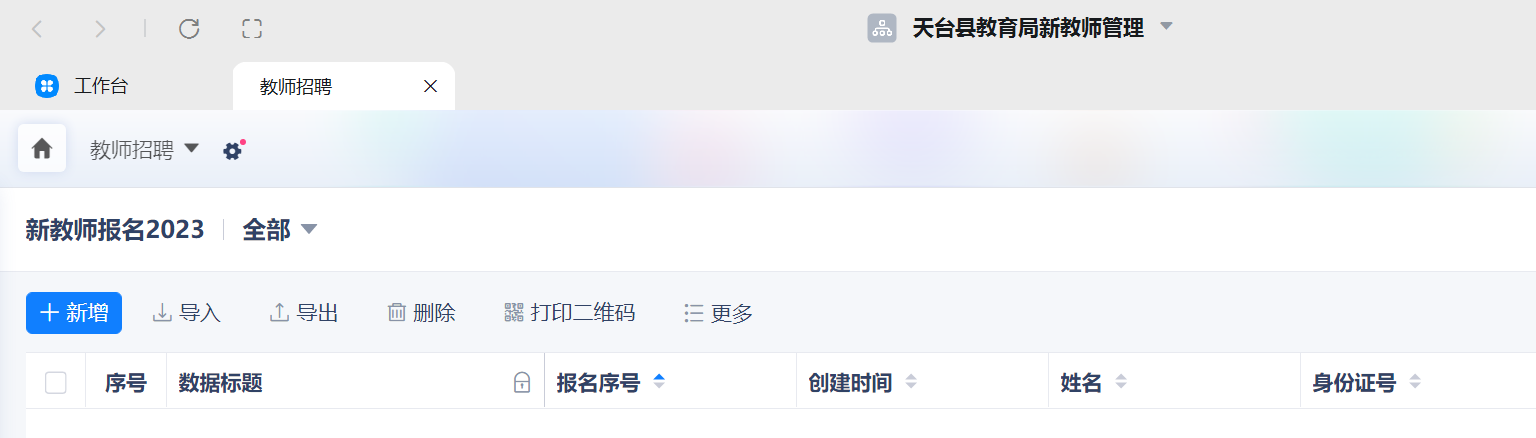 天台县教育局新教师管理
工作台 教师招聘
教师招聘
新教师报名2023 全部
新增 导入 导出 删除 打印二维码 更多
序号 数据标题 报名序号 创建时间 姓名 身份证号